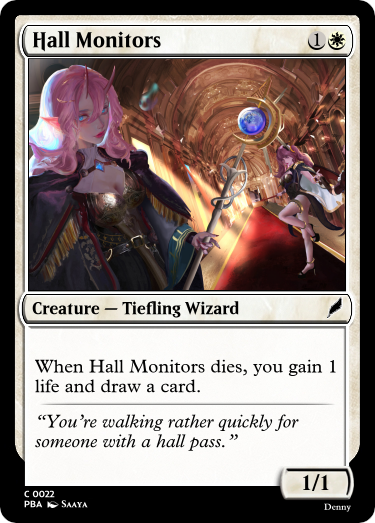 Hall Monitors 1
Creature — Tiefling Wizard
When Hall Monitors dies, you gain 1
life and draw a card.
“You’re walking rather quickly for
someone with a hall pass.”
1/1
C 0022
PBA Saaya
Denny